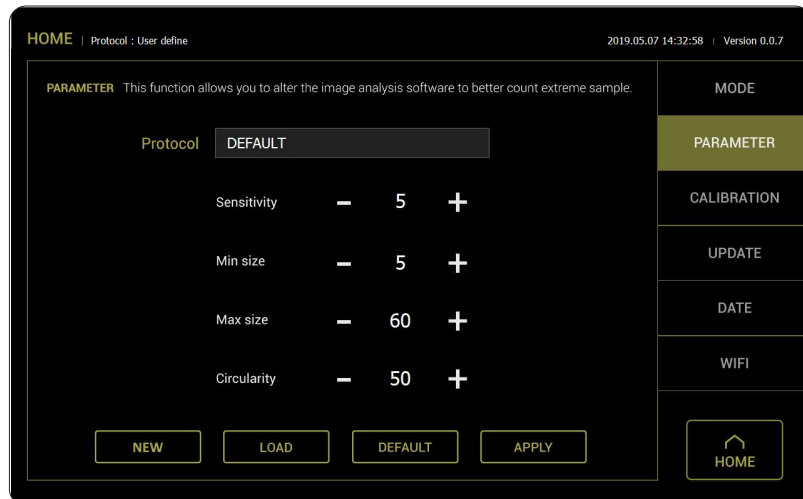 HOME | Protocol : User define 2019.05.07 14:32:58 | Version 0.0.7
PARAMETER This function allows you to alter the image analysis software to better count extreme sample.
Protocol DEFAULT
Sensitivity − 5 +
Min size − 5 +
Max size − 60 +
Circularity − 50 +
NEW LOAD DEFAULT APPLY
MODE
PARAMETER
CALIBRATION
UPDATE
DATE
WIFI
HOME